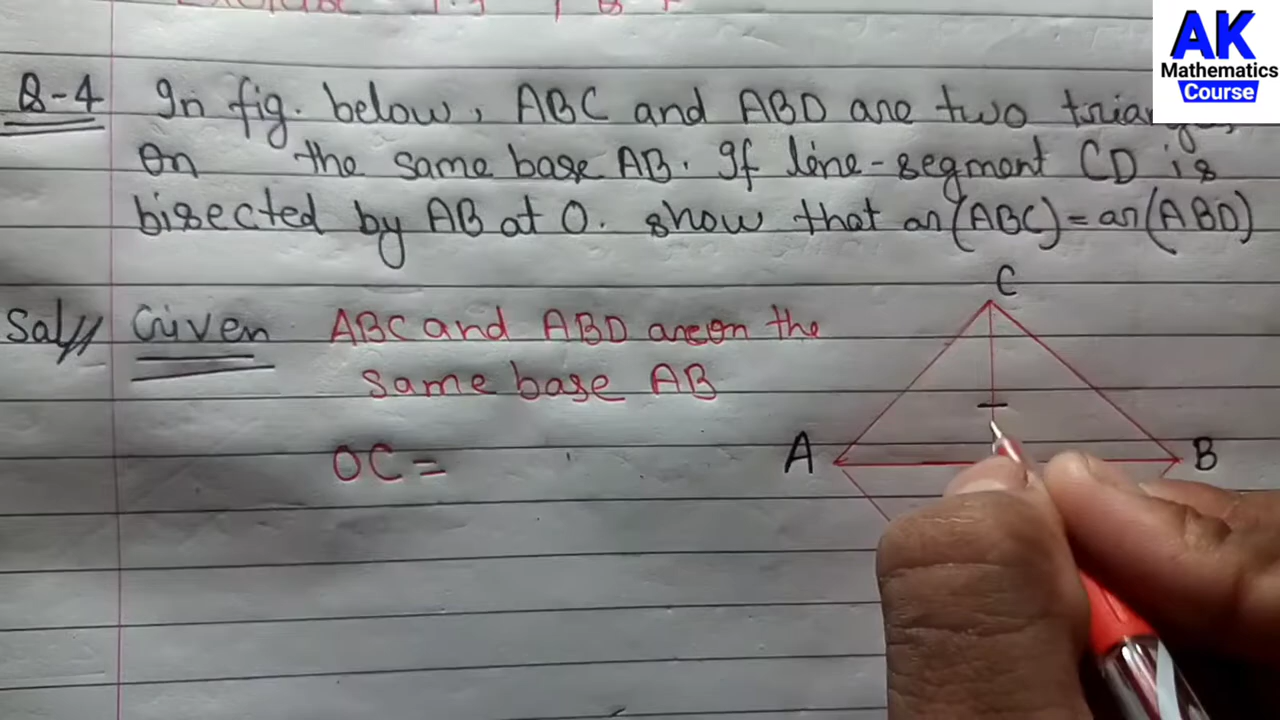 AK
Mathematics
Course
Q-4 In fig. below, ABC and ABD are two
on the same base AB. If line-segment CD is
bisected by AB at O. show that ar(ABC)=ar(ABD)
Sol// Given ABC and ABD are on the
same base AB
OC=
C
A
B